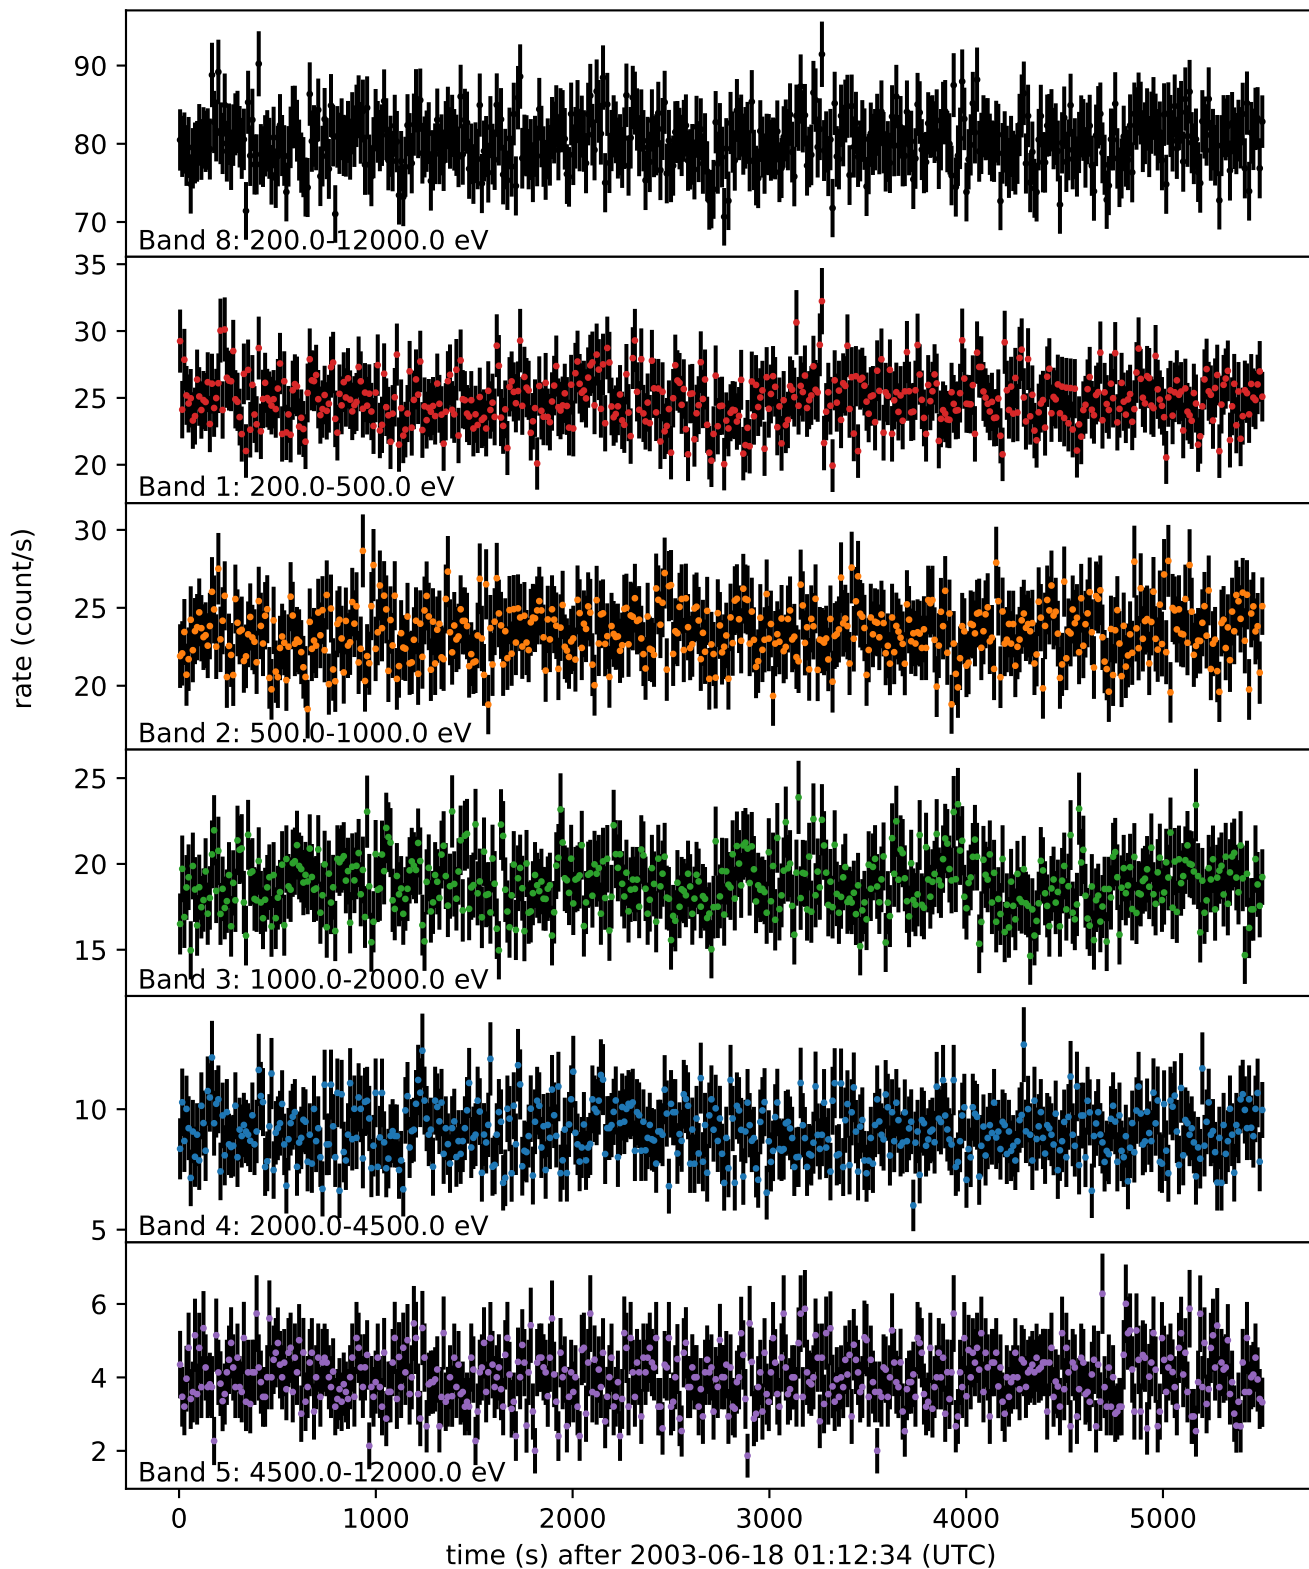 90
80
70
Band 8: 200.0-12000.0 eV
35
30
25
20
Band 1: 200.0-500.0 eV
rate (count/s)
30
25
20
Band 2: 500.0-1000.0 eV
25
20
15
Band 3: 1000.0-2000.0 eV
10
5
Band 4: 2000.0-4500.0 eV
6
4
2
Band 5: 4500.0-12000.0 eV
0 1000 2000 3000 4000 5000
time (s) after 2003-06-18 01:12:34 (UTC)